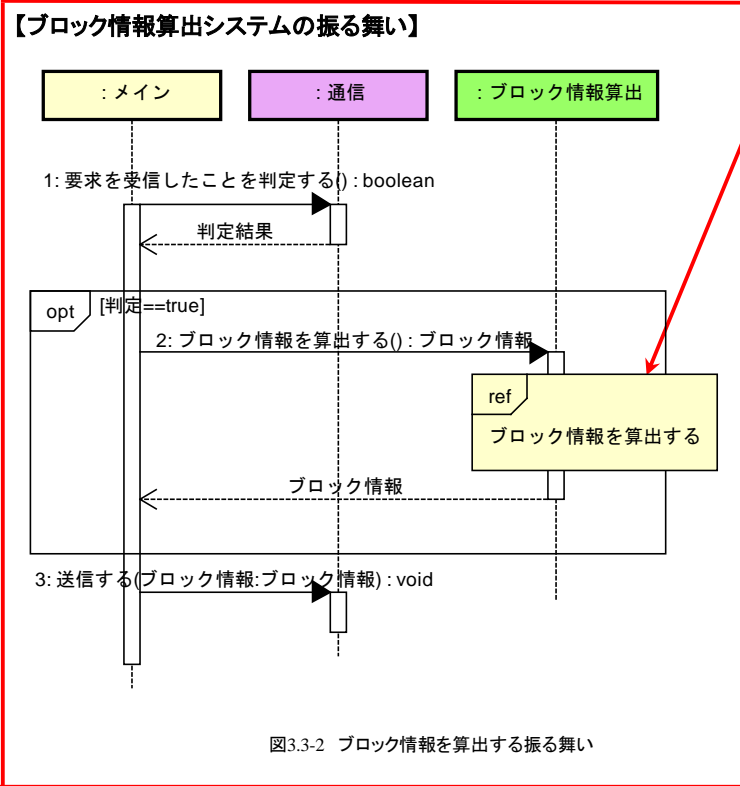 【ブロック情報算出システムの振る舞い】
: メイン
: 通信
: ブロック情報算出
1: 要求を受信したことを判定する() : boolean
判定結果
opt
[判定==true]
2: ブロック情報を算出する() : ブロック情報
ref
ブロック情報を算出する
ブロック情報
3: 送信する(ブロック情報:ブロック情報) : void
図3.3-2 ブロック情報を算出する振る舞い